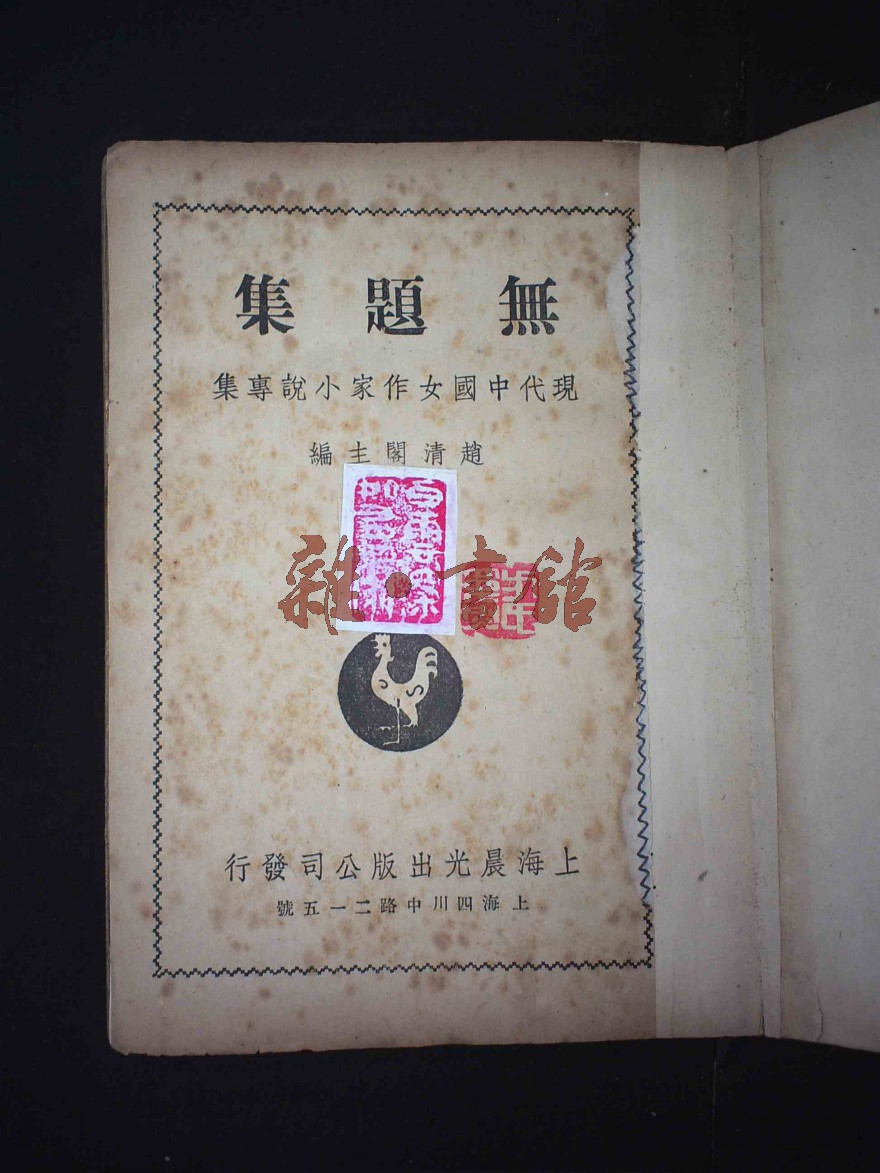 無題集
現代中國女作家小說專集
趙清閣主編
雜·書館
上海晨光出版公司發行
上海四川中路二一五號